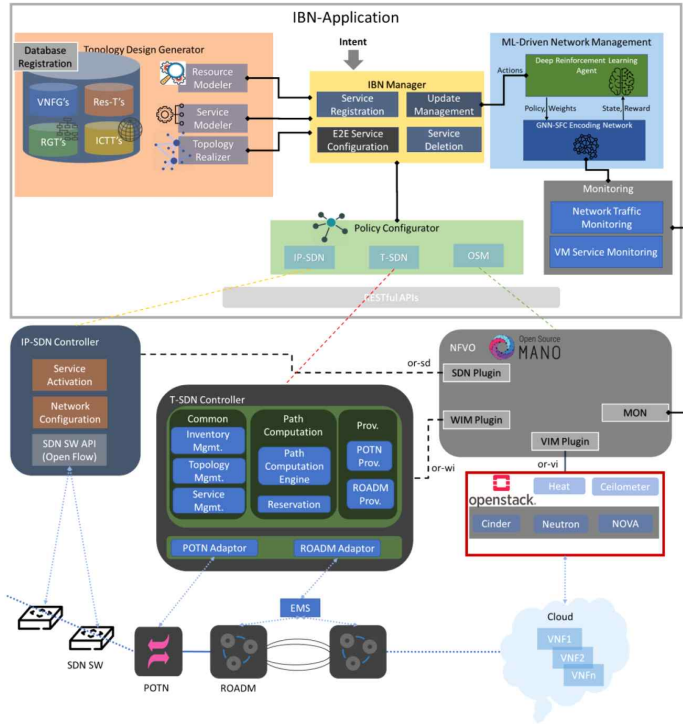 IBN-Application
Database
Registration
Topology Design Generator
VNFG's
Res-T's
RGT's
ICTT's
Resource
Modeler
Service
Modeler
Topology
Realizer
Intent
IBN Manager
Service
Registration
Update
Management
E2E Service
Configuration
Service
Deletion
ML-Driven Network Management
Actions
Deep Reinforcement Learning
Agent
Policy, Weights
State, Reward
GNN-SFC Encoding Network
Monitoring
Network Traffic
Monitoring
VM Service Monitoring
Policy Configurator
IP-SDN
T-SDN
OSM
RESTful APIs
IP-SDN Controller
Service
Activation
Network
Configuration
SDN SW API
(Open Flow)
T-SDN Controller
Common
Inventory
Mgmt.
Topology
Mgmt.
Service
Mgmt.
Path
Computation
Path
Computation
Engine
Reservation
Prov.
POTN
Prov.
ROADM
Prov.
POTN Adaptor
ROADM Adaptor
or-sd
or-wi
NFVO
Open Source
MANO
SDN Plugin
WIM Plugin
MON
VIM Plugin
or-vi
openstack.
Heat
Ceilometer
Cinder
Neutron
NOVA
EMS
SDN SW
POTN
ROADM
Cloud
VNF1
VNF2
VNFn